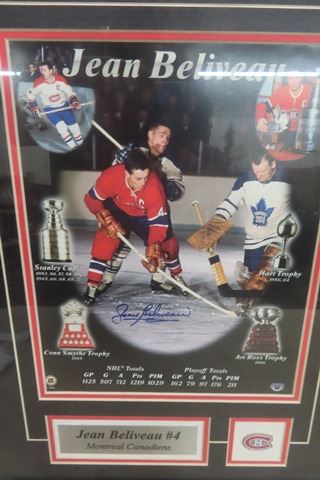 Jean Beliveau
Stanley Cup
Hart Trophy
1956, 64
Jean Beliveau
Conn Smythe Trophy
1965
Art Ross Trophy
1956
NHL Totals
Playoff Totals
GP G A Pts PIM
GP G A Pts PIM
1125 507 712 1219 1029
162 79 97 176 211
Jean Beliveau #4
Montreal Canadiens